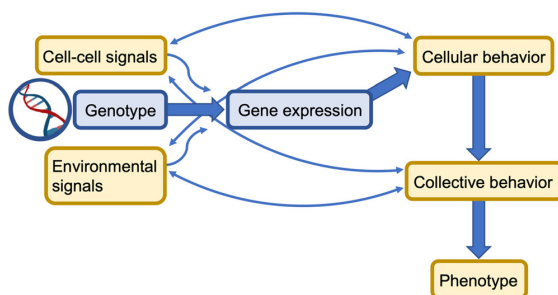 Cell-cell signals
Cellular behavior
Genotype
Gene expression
Environmental
signals
Collective behavior
Phenotype